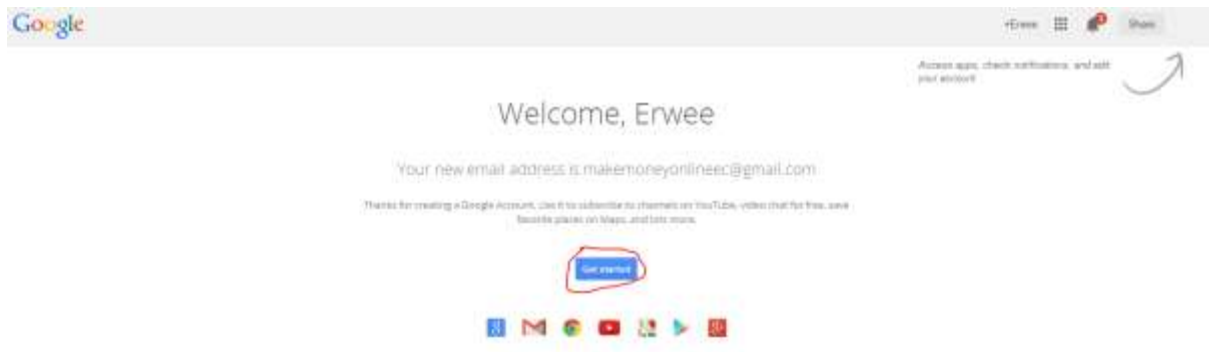 Google
+Erwee
Share
Access apps, check notifications, and edit
your account
Welcome, Erwee
Your new email address is makemoneyonlineec@gmail.com
Thanks for creating a Google Account. Use it to subscribe to channels on YouTube, video chat for free, save
favorite places on Maps, and lots more.
Get started